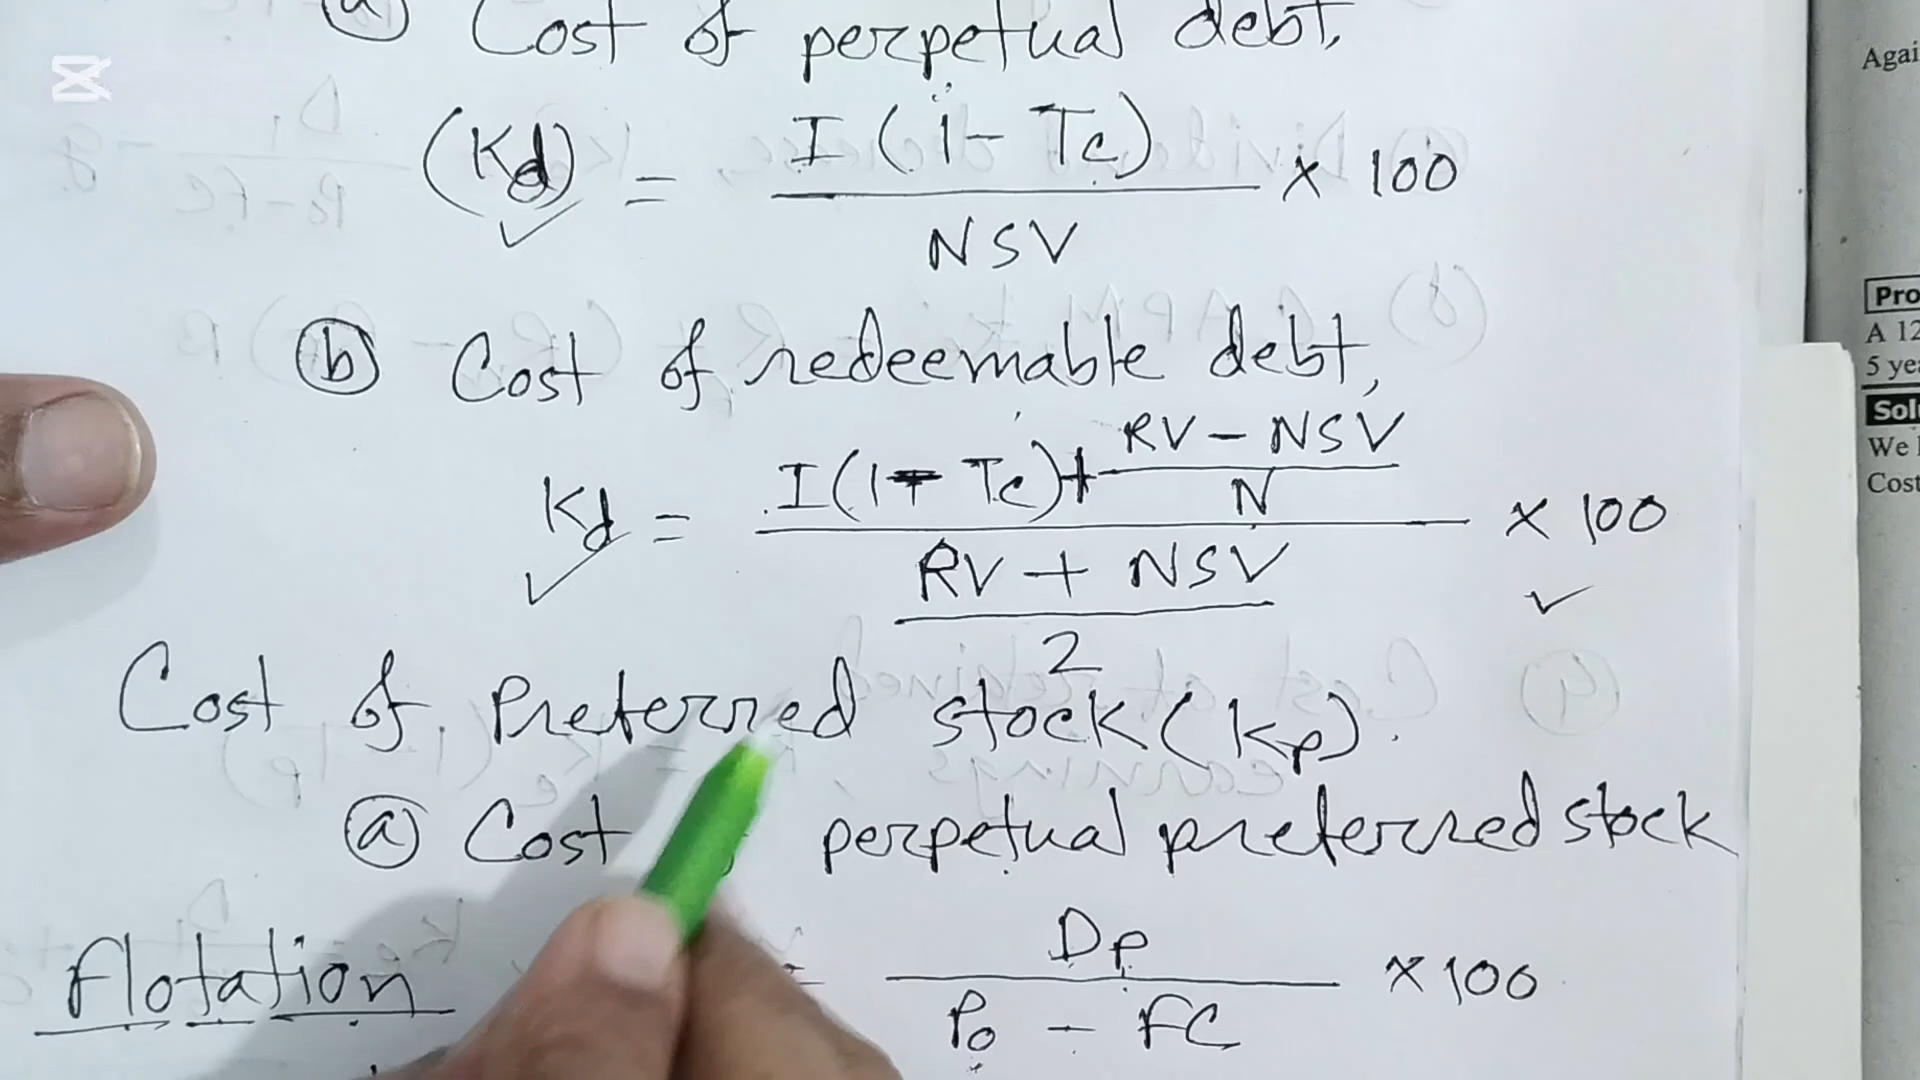 a Cost of perpetual debt,
(Kd) = I (1 - Tc) / NSV × 100
b Cost of redeemable debt,
Kd = I(1 - Tc) + RV - NSV / N / RV + NSV / 2 × 100
Cost of Preferred stock (Kp).
a Cost perpetual preferred stock
Flotation
= Dp / Po - FC × 100
Agai
Pro
A 12
5 yea
Solu
We
Cost